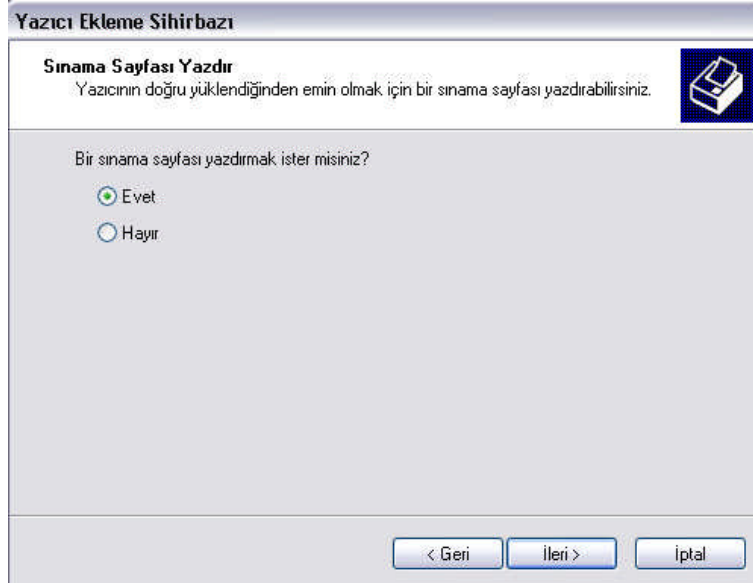 Yazıcı Ekleme Sihirbazı
Sınama Sayfası Yazdır
Yazıcının doğru yüklendiğinden emin olmak için bir sınama sayfası yazdırabilirsiniz.
Bir sınama sayfası yazdırmak ister misiniz?
Evet
Hayır
< Geri İleri > İptal